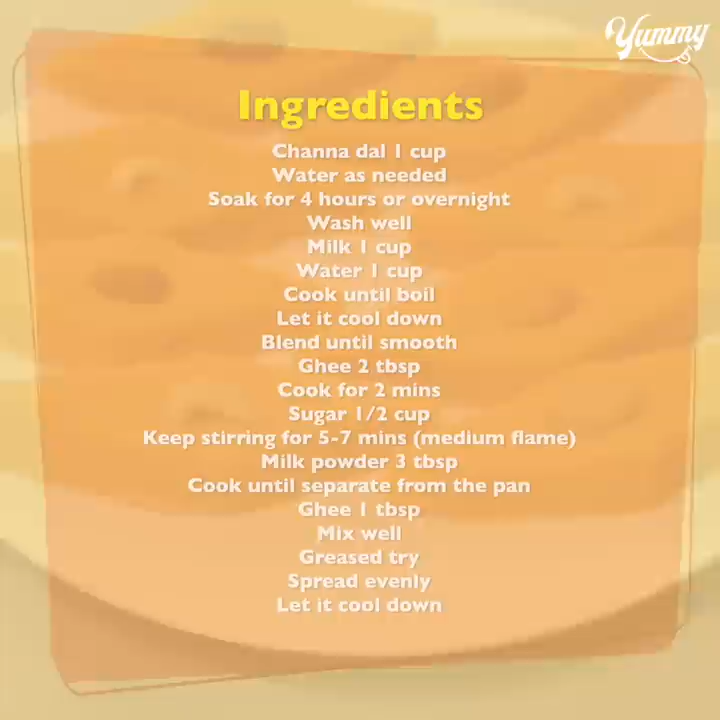 Yummy
Ingredients
Channa dal 1 cup
Water as needed
Soak for 4 hours or overnight
Wash well
Milk 1 cup
Water 1 cup
Cook until boil
Let it cool down
Blend until smooth
Ghee 2 tbsp
Cook for 2 mins
Sugar 1/2 cup
Keep stirring for 5-7 mins (medium flame)
Milk powder 3 tbsp
Cook until separate from the pan
Ghee 1 tbsp
Mix well
Greased try
Spread evenly
Let it cool down